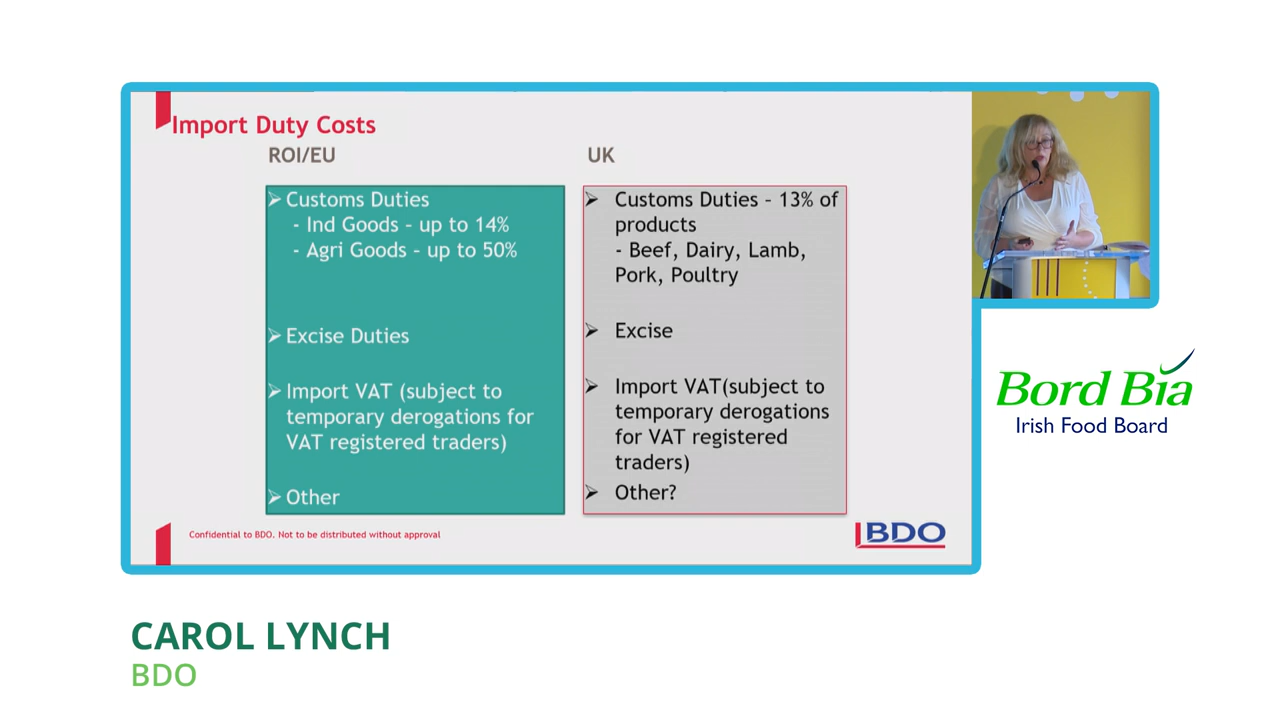 Import Duty Costs
ROI/EU
UK
➢ Customs Duties
- Ind Goods – up to 14%
- Agri Goods – up to 50%
➢ Excise Duties
➢ Import VAT (subject to
temporary derogations for
VAT registered traders)
➢ Other
➢ Customs Duties – 13% of
products
- Beef, Dairy, Lamb,
Pork, Poultry
➢ Excise
➢ Import VAT(subject to
temporary derogations
for VAT registered
traders)
➢ Other?
Confidential to BDO. Not to be distributed without approval
BDO
Bord Bia
Irish Food Board
CAROL LYNCH
BDO